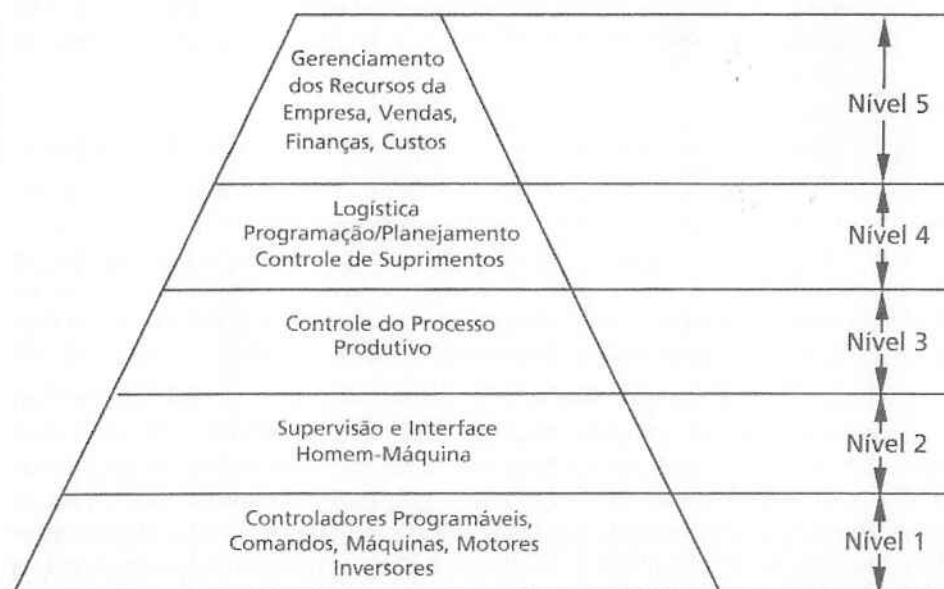 Gerenciamento
dos Recursos da
Empresa, Vendas,
Finanças, Custos
Nível 5
Logística
Programação/Planejamento
Controle de Suprimentos
Nível 4
Controle do Processo
Produtivo
Nível 3
Supervisão e Interface
Homem-Máquina
Nível 2
Controladores Programáveis,
Comandos, Máquinas, Motores
Inversores
Nível 1